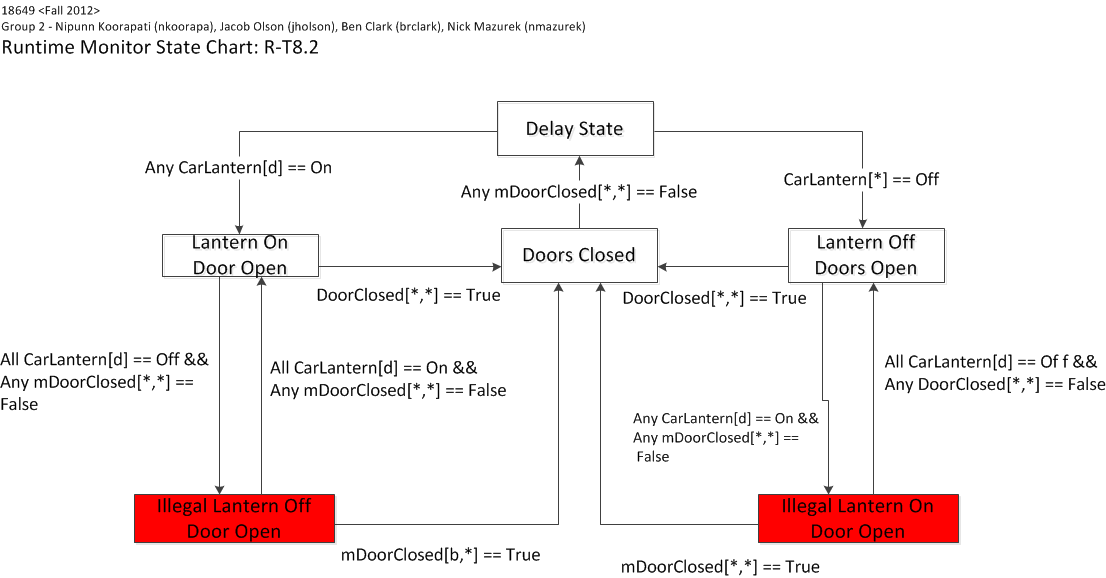 18649 <Fall 2012>
Group 2 - Nipunn Koorapati (nkoorapa), Jacob Olson (jholson), Ben Clark (brclark), Nick Mazurek (nmazurek)
Runtime Monitor State Chart: R-T8.2
Delay State
Any CarLantern[d] == On
Any mDoorClosed[*,*] == False
CarLantern[*] == Off
Lantern On
Door Open
Doors Closed
Lantern Off
Doors Open
DoorClosed[*,*] == True
DoorClosed[*,*] == True
All CarLantern[d] == Off &&
Any mDoorClosed[*,*] ==
False
All CarLantern[d] == On &&
Any mDoorClosed[*,*] == False
Any CarLantern[d] == On &&
Any mDoorClosed[*,*] ==
False
All CarLantern[d] == Of f &&
Any DoorClosed[*,*] == False
Illegal Lantern Off
Door Open
Illegal Lantern On
Door Open
mDoorClosed[b,*] == True
mDoorClosed[*,*] == True